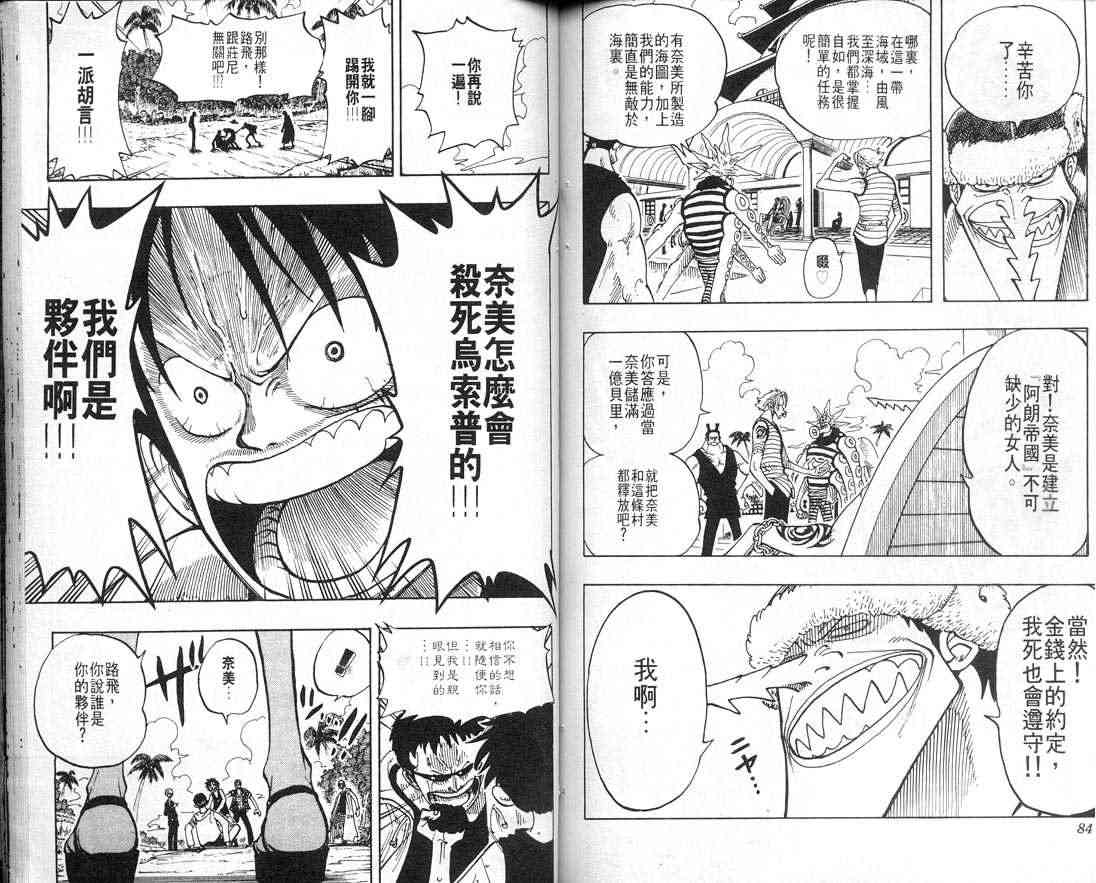 辛苦你
了……
哪裏，
在這一帶
海域，由風
至深海…
我們都掌握
自如，是很
簡單的任務
呢！
有奈美所製造
的海圖，加上
我們的能力，
簡直是無敵於
海裏。
啜♡
對！奈美是建立
『阿朗帝國』不可
缺少的女人。
可是，
你答應過當
奈美儲滿
一億貝里，
就把奈美
和這條村
都釋放吧？
當然！
金錢上的約定，
我死也會遵守!!
我啊…
ニヤ…
84
你再說
一遍！
我就一腳
踢開你!!!
別那樣！
路飛，
跟莊尼
無關吧!!!
一派胡言!!!
奈美怎麼會
殺死烏索普的!!!
我們是
夥伴啊!!!
你不想
相信的話，
就隨便你
…!!
但我是親
眼見到的
…!!
!
奈美…
ザッ
路飛，
你說誰是
你的夥伴？